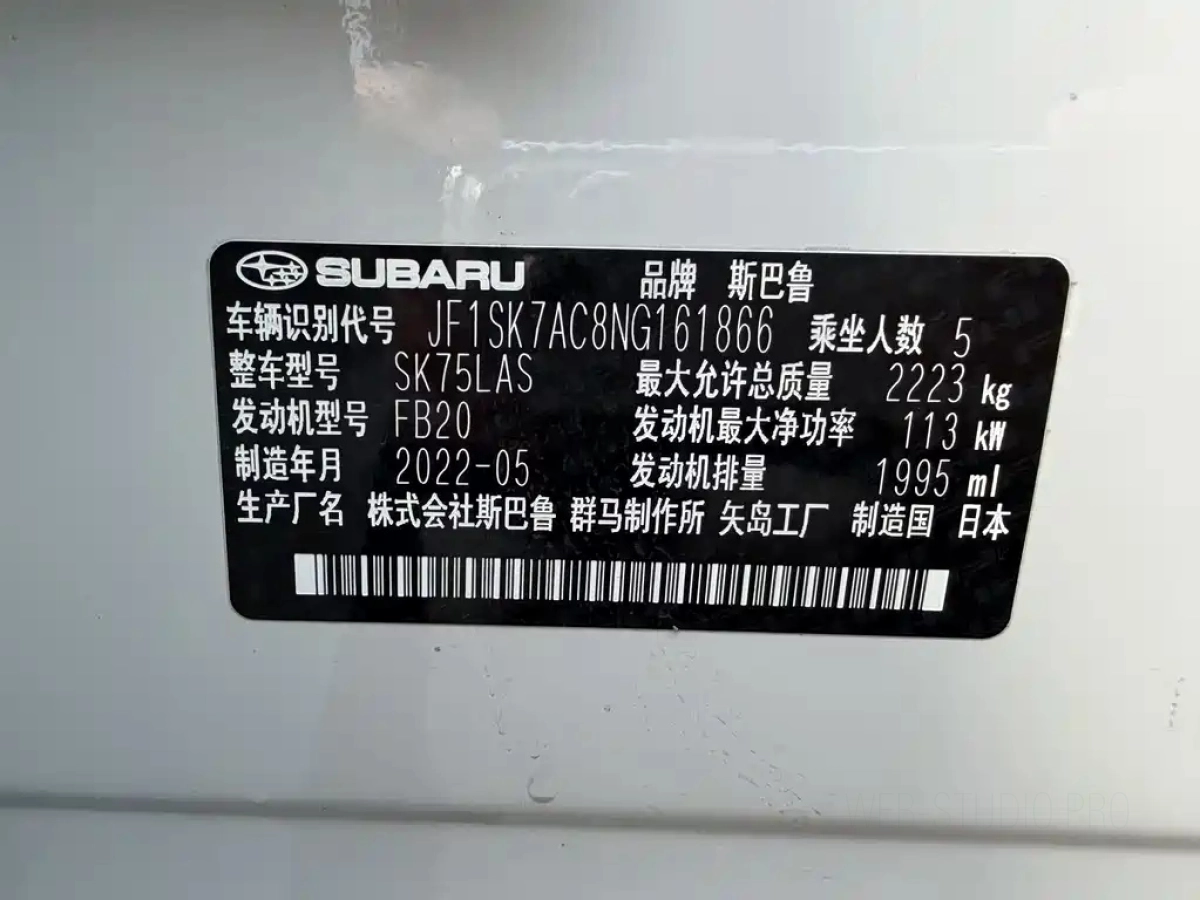 SUBARU 品牌 斯巴鲁
车辆识别代号 JF1SK7AC8NG161866 乘坐人数 5
整车型号 SK75LAS 最大允许总质量 2223 kg
发动机型号 FB20 发动机最大净功率 113 kW
制造年月 2022-05 发动机排量 1995 ml
生产厂名 株式会社斯巴鲁 群马制作所 矢岛工厂 制造国 日本
STUDIO PRO